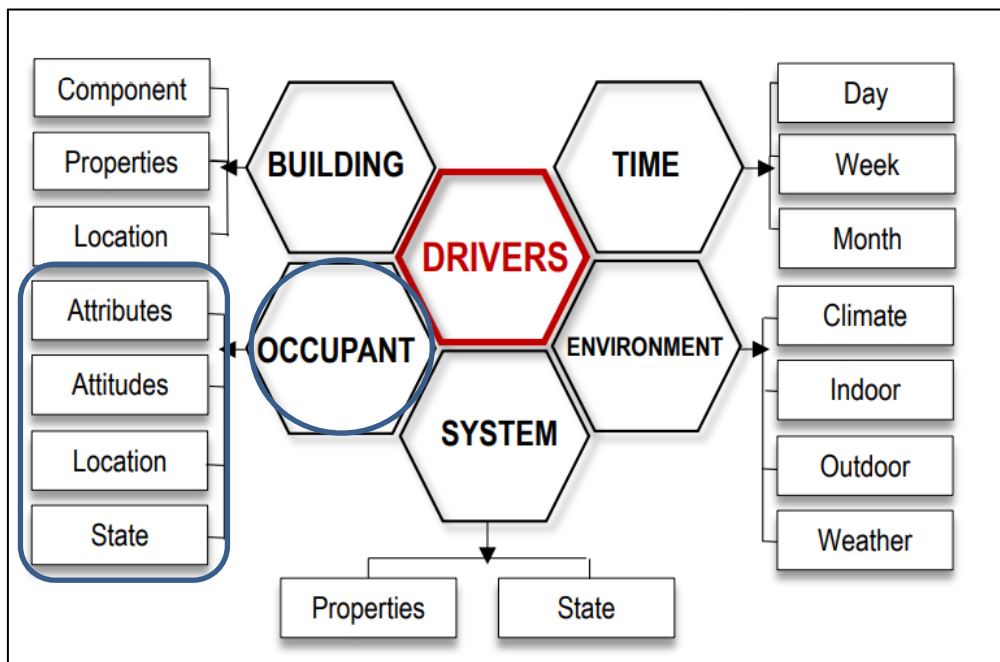 Component
Properties
Location
BUILDING
TIME
Day
Week
Month
DRIVERS
Attributes
Attitudes
Location
State
OCCUPANT
ENVIRONMENT
Climate
Indoor
Outdoor
Weather
SYSTEM
Properties
State